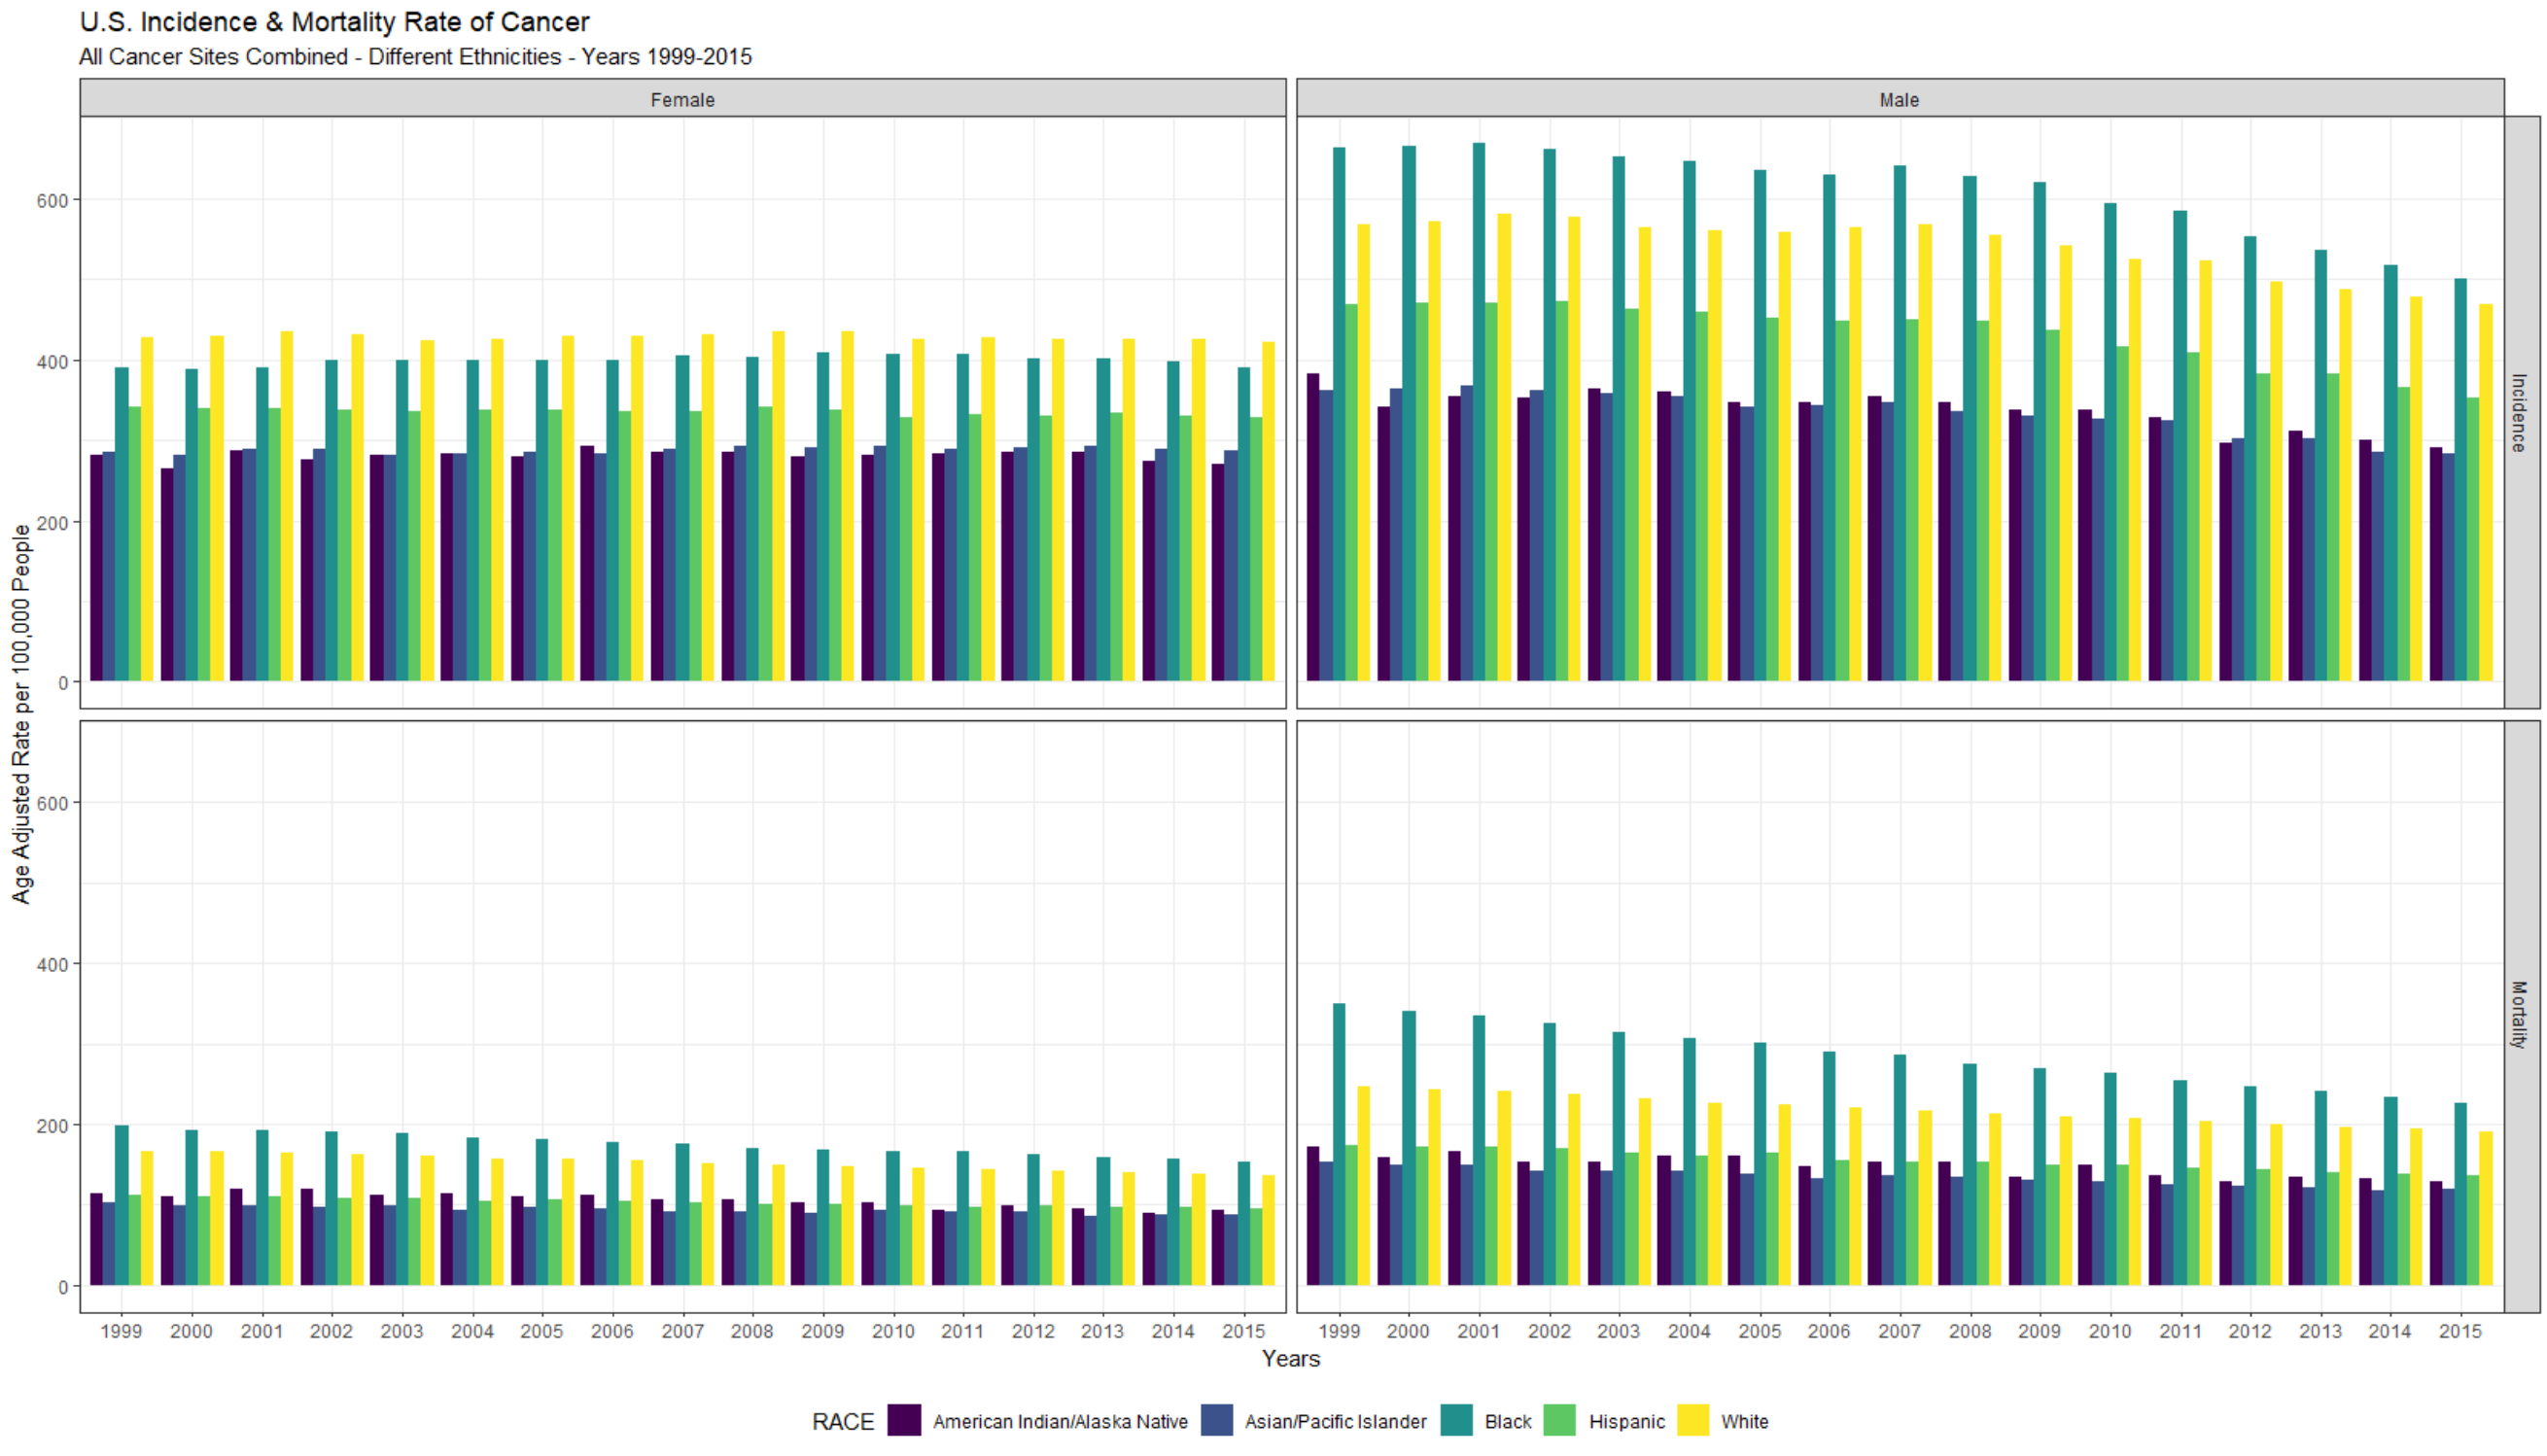 U.S. Incidence & Mortality Rate of Cancer
All Cancer Sites Combined - Different Ethnicities - Years 1999-2015
Female
Male
600
400
200
0
Incidence
Age Adjusted Rate per 100,000 People
600
400
200
0
Mortality
1999 2000 2001 2002 2003 2004 2005 2006 2007 2008 2009 2010 2011 2012 2013 2014 2015
1999 2000 2001 2002 2003 2004 2005 2006 2007 2008 2009 2010 2011 2012 2013 2014 2015
Years
RACE American Indian/Alaska Native Asian/Pacific Islander Black Hispanic White